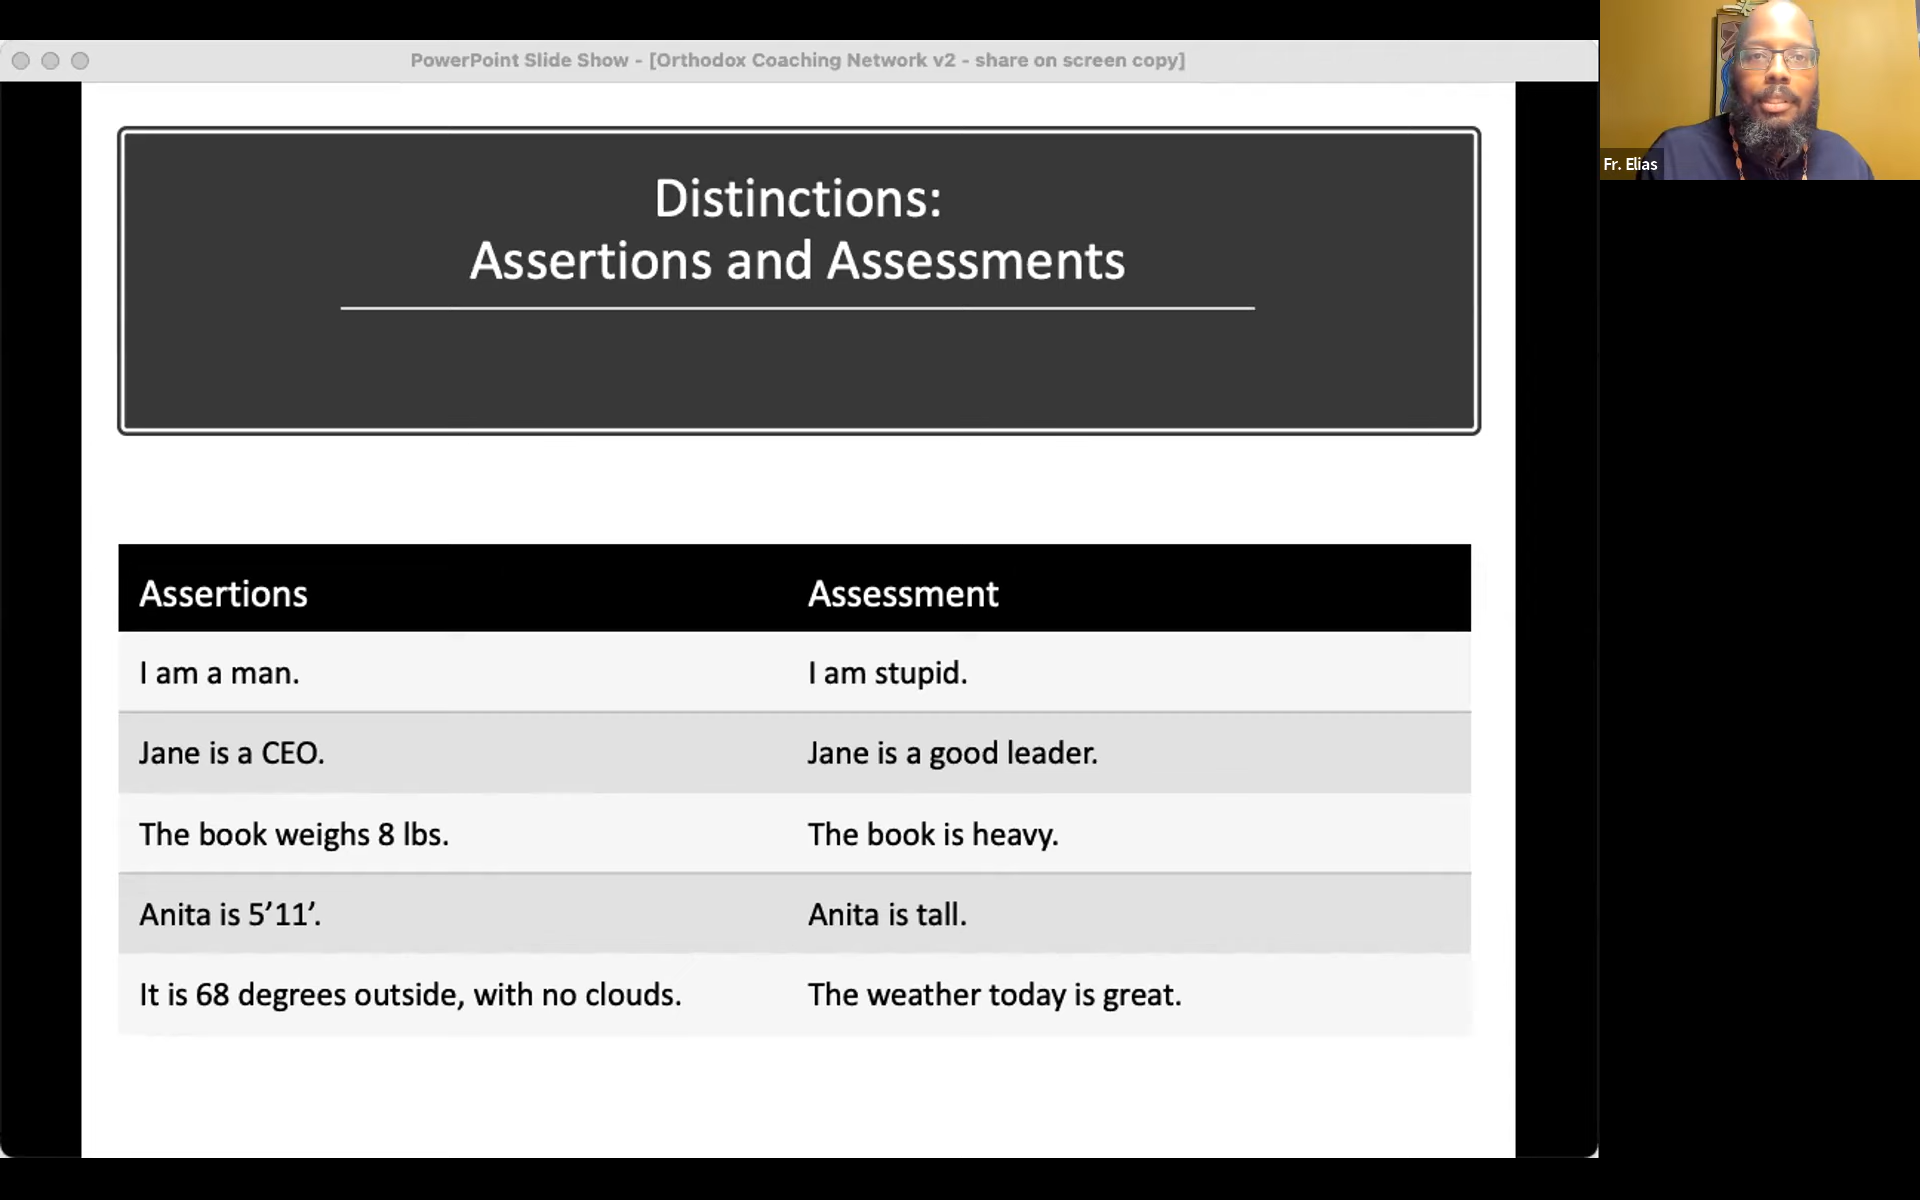 PowerPoint Slide Show - [Orthodox Coaching Network v2 - share on screen copy]
Fr. Elias
Distinctions:
Assertions and Assessments
Assertions Assessment
I am a man. I am stupid.
Jane is a CEO. Jane is a good leader.
The book weighs 8 lbs. The book is heavy.
Anita is 5’11’. Anita is tall.
It is 68 degrees outside, with no clouds. The weather today is great.